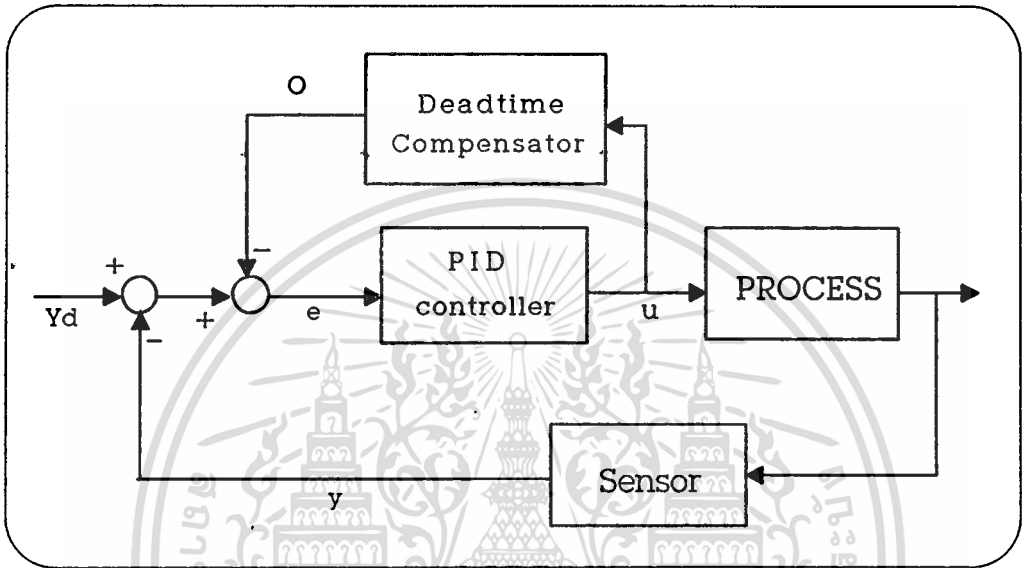 O
Deadtime
Compensator
+
−
PID
controller
PROCESS
Yd
−
+
e
u
Sensor
y